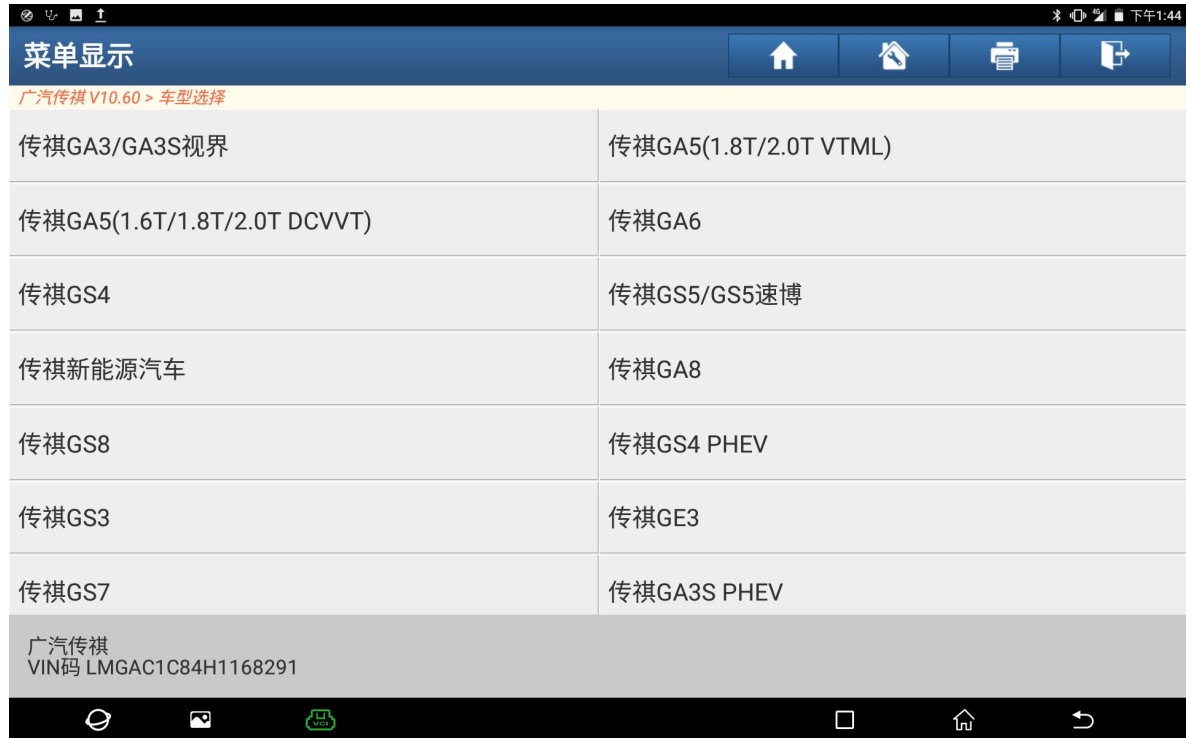 4G 下午1:44
菜单显示
广汽传祺 V10.60 > 车型选择
传祺GA3/GA3S视界
传祺GA5(1.8T/2.0T VTML)
传祺GA5(1.6T/1.8T/2.0T DCVVT)
传祺GA6
传祺GS4
传祺GS5/GS5速博
传祺新能源汽车
传祺GA8
传祺GS8
传祺GS4 PHEV
传祺GS3
传祺GE3
传祺GS7
传祺GA3S PHEV
广汽传祺
VIN码 LMGAC1C84H1168291
VCI